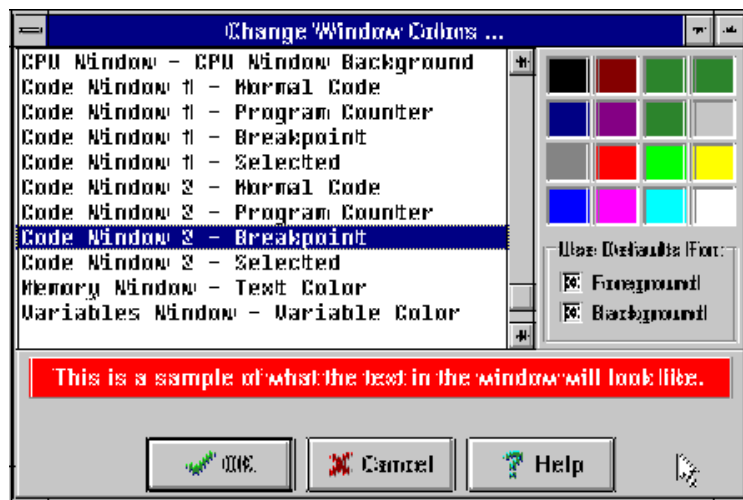 Change Window Colors ...
CPU Window - CPU Window Background
Code Window 1 - Normal Code
Code Window 1 - Program Counter
Code Window 1 - Breakpoint
Code Window 1 - Selected
Code Window 2 - Normal Code
Code Window 2 - Program Counter
Code Window 2 - Breakpoint
Code Window 2 - Selected
Memory Window - Text Color
Variables Window - Variable Color
Use Defaults For:
Foreground
Background
This is a sample of what the text in the window will look like.
OK
Cancel
Help